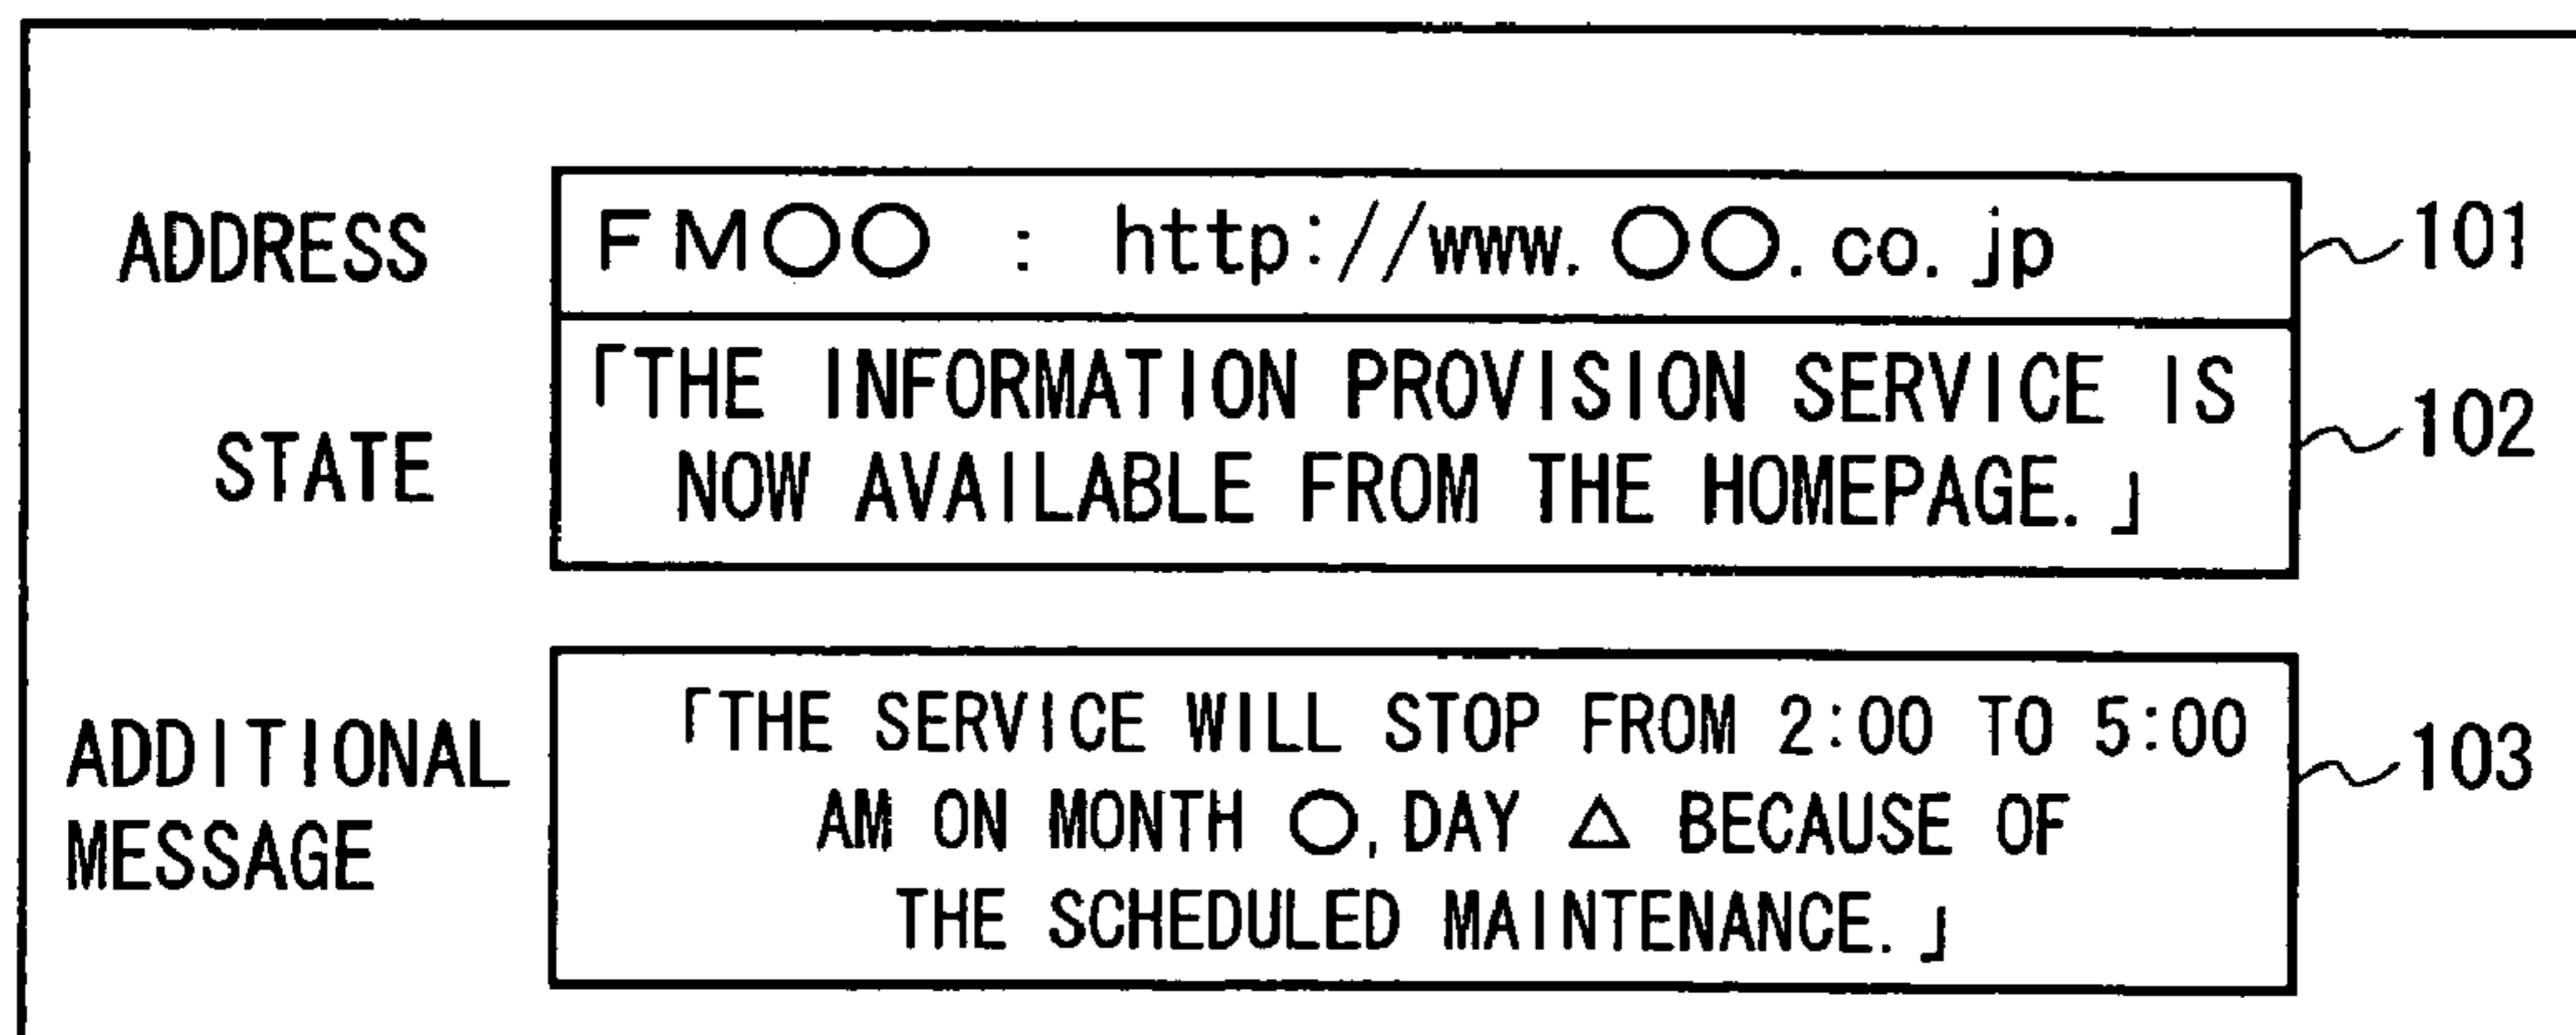 ADDRESS FM○○ : http://www.○○.co.jp 101
STATE 「THE INFORMATION PROVISION SERVICE IS
NOW AVAILABLE FROM THE HOMEPAGE.」 102
ADDITIONAL
MESSAGE
「THE SERVICE WILL STOP FROM 2:00 TO 5:00
AM ON MONTH ○, DAY △ BECAUSE OF
THE SCHEDULED MAINTENANCE.」
103